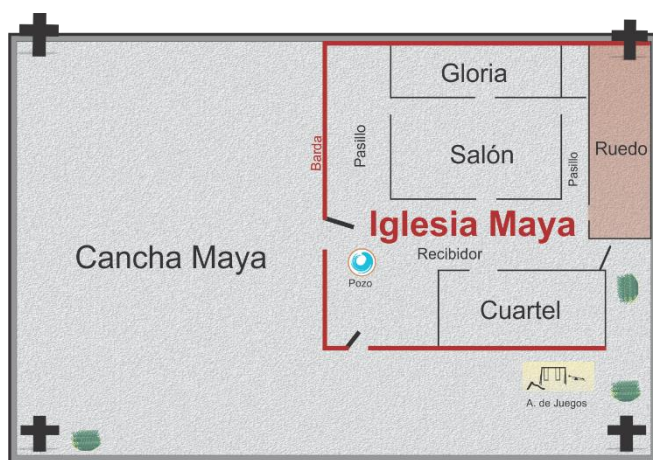 Gloria
Barda
Pasillo
Salón
Pasillo
Ruedo
Iglesia Maya
Cancha Maya
Recibidor
Pozo
Cuartel
A. de Juegos